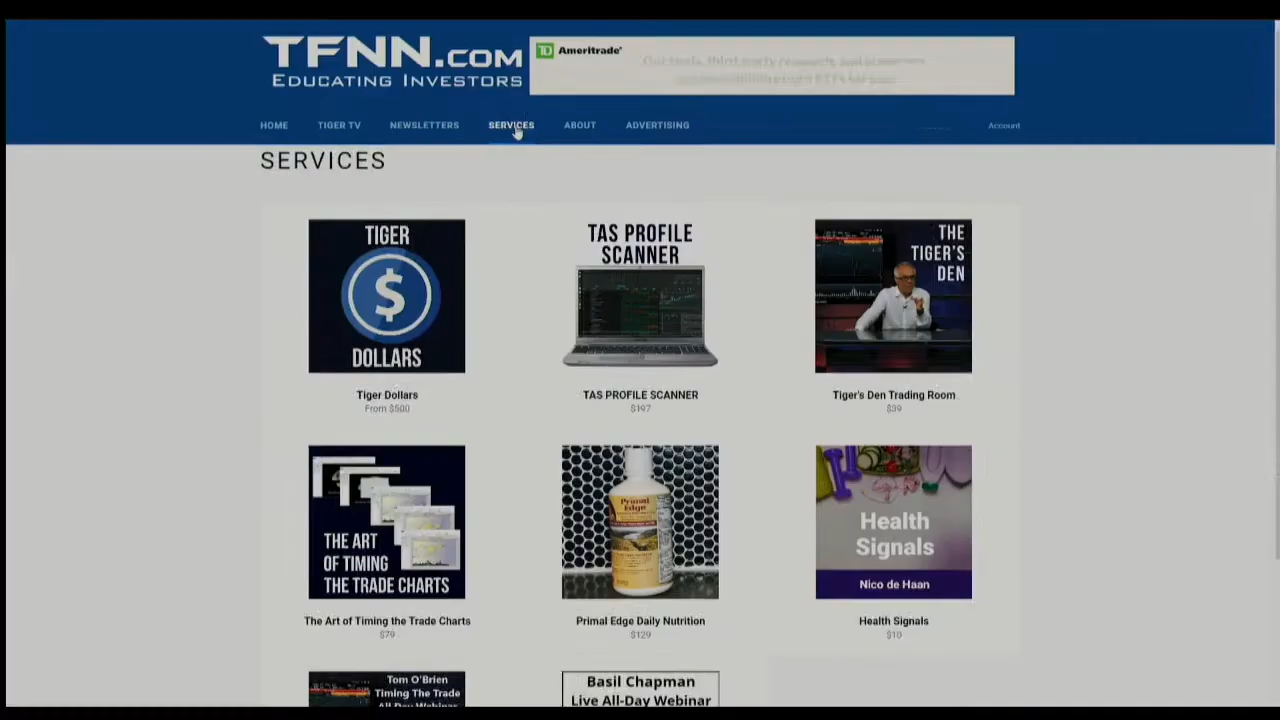 TFNN.COM
EDUCATING INVESTORS
TD Ameritrade
HOME TIGER TV NEWSLETTERS SERVICES ABOUT ADVERTISING Account
SERVICES
TIGER
$
DOLLARS
TAS PROFILE
SCANNER
THE
TIGER'S
DEN
Tiger Dollars
From $500
TAS PROFILE SCANNER
$197
Tiger's Den Trading Room
$39
THE ART
OF TIMING
THE TRADE CHARTS
Primal
Edge
Health
Signals
Nico de Haan
The Art of Timing the Trade Charts
$79
Primal Edge Daily Nutrition
$129
Health Signals
$10
Tom O'Brien
Timing The Trade
All-Day Webinar
Basil Chapman
Live All-Day Webinar